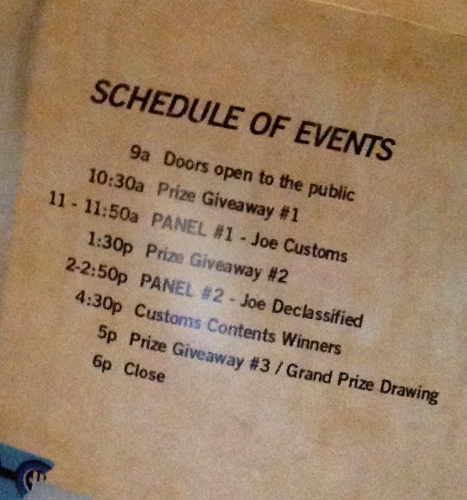 SCHEDULE OF EVENTS
9a Doors open to the public
10:30a Prize Giveaway #1
11 - 11:50a PANEL #1 - Joe Customs
1:30p Prize Giveaway #2
2-2:50p PANEL #2 - Joe Declassified
4:30p Customs Contents Winners
5p Prize Giveaway #3 / Grand Prize Drawing
6p Close